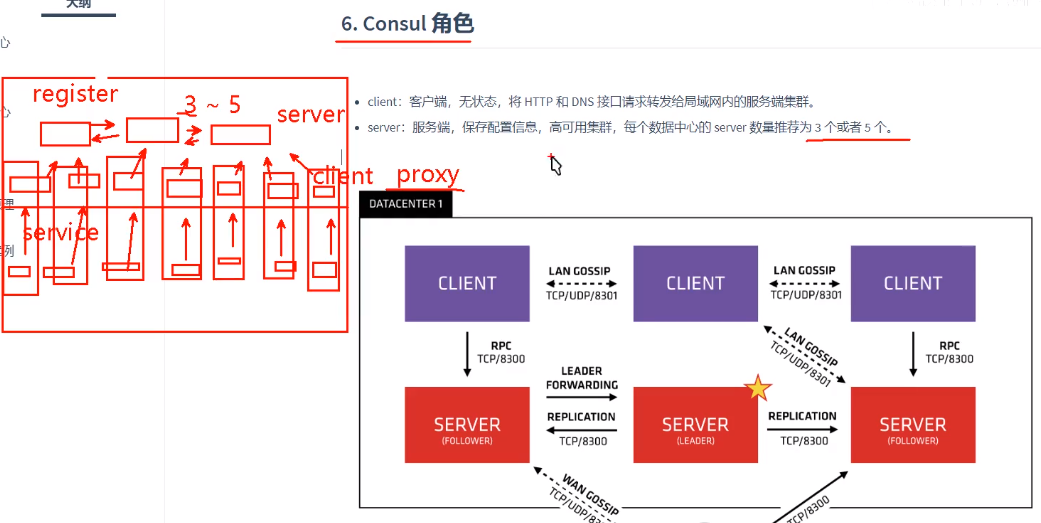 大纲
6. Consul 角色
心
register
3 ~ 5
server
心
client：客户端，无状态，将 HTTP 和 DNS 接口请求转发给局域网内的服务端集群。
server：服务端，保存配置信息，高可用集群，每个数据中心的 server 数量推荐为 3 个或者 5 个。
client proxy
理
service
例
DATACENTER 1
CLIENT
LAN GOSSIP
TCP/UDP/8301
CLIENT
LAN GOSSIP
TCP/UDP/8301
CLIENT
RPC
TCP/8300
LAN GOSSIP
TCP/UDP/8301
RPC
TCP/8300
LEADER
FORWARDING
SERVER
(FOLLOWER)
REPLICATION
TCP/8300
SERVER
(LEADER)
REPLICATION
TCP/8300
SERVER
(FOLLOWER)
WAN GOSSIP
TCP/8300